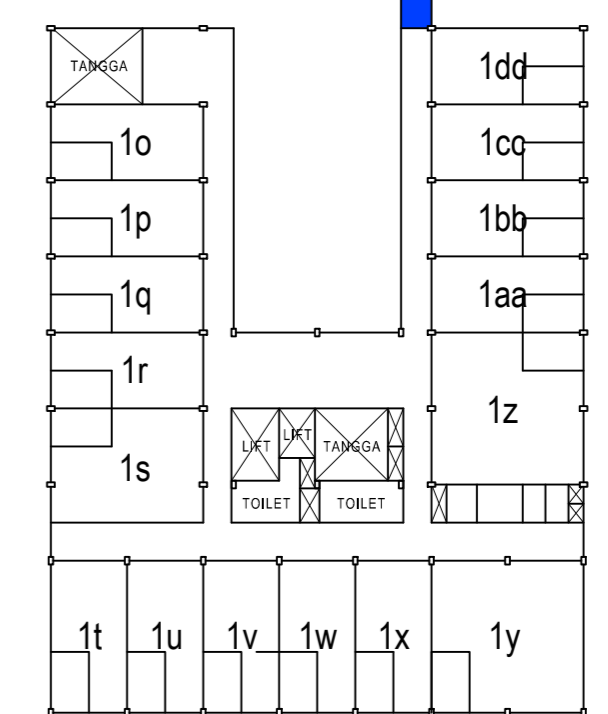 TANGGA
1dd
1o
1cc
1p
1bb
1q
1aa
1r
1z
LIFT
LIFT
TANGGA
1s
TOILET
TOILET
1t
1u
1v
1w
1x
1y